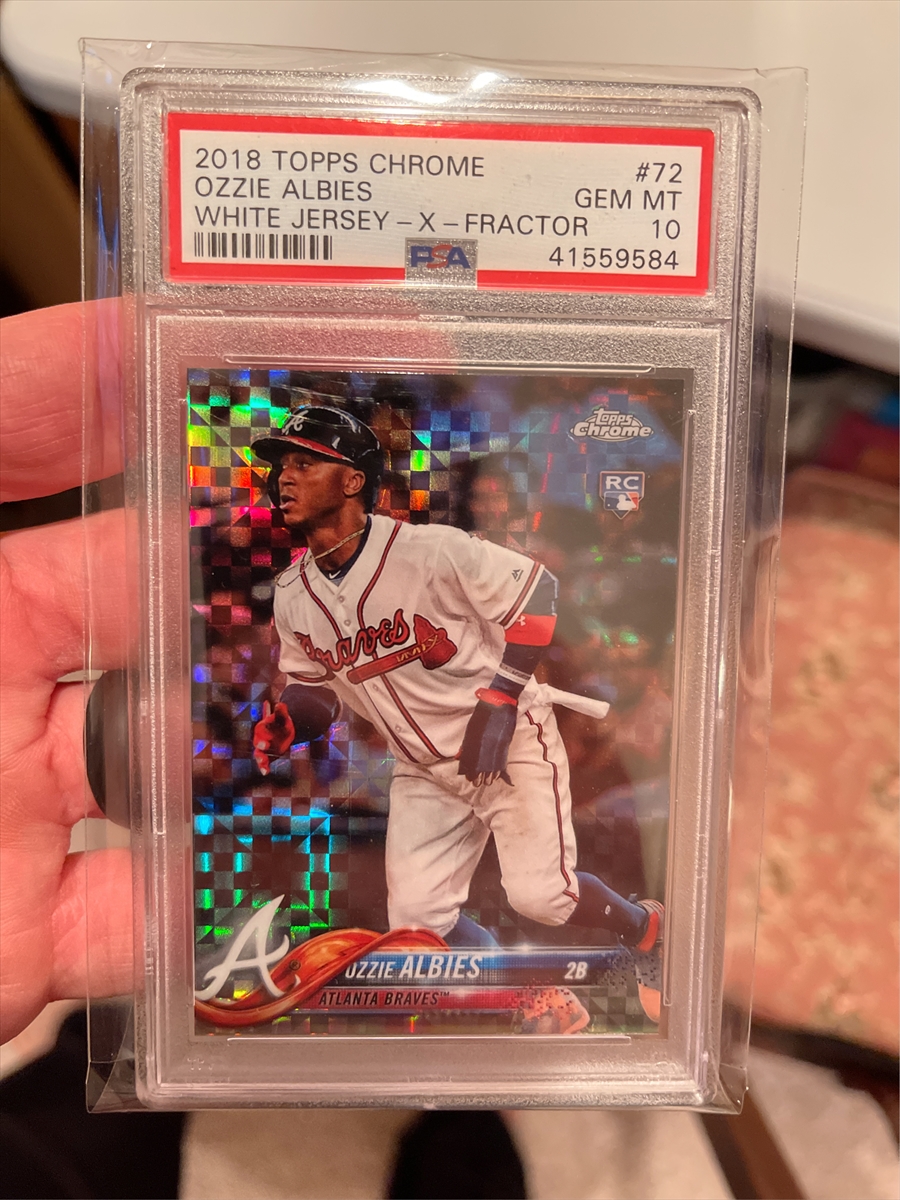 2018 TOPPS CHROME #72
OZZIE ALBIES GEM MT
WHITE JERSEY - X - FRACTOR 10
PSA 41559584
A
Topps
Chrome
RC
Braves
A
OZZIE ALBIES 2B
ATLANTA BRAVES™